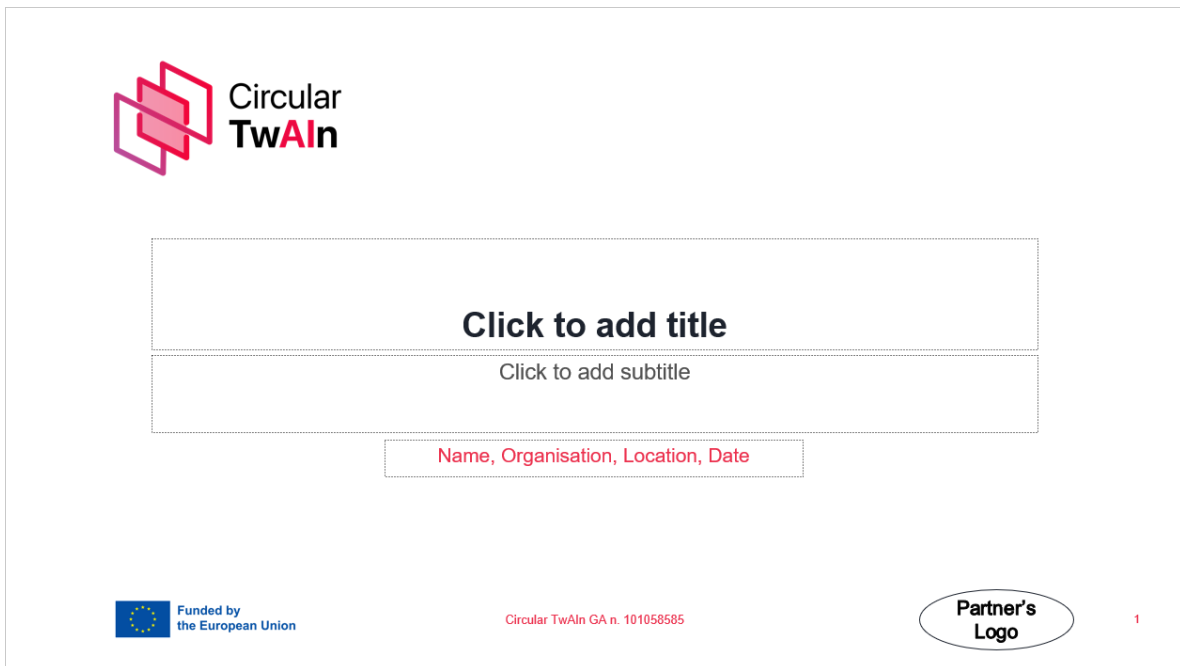 Circular
TwAIn
Click to add title
Click to add subtitle
Name, Organisation, Location, Date
Funded by
the European Union
Circular TwAIn GA n. 101058585
Partner's
Logo
1